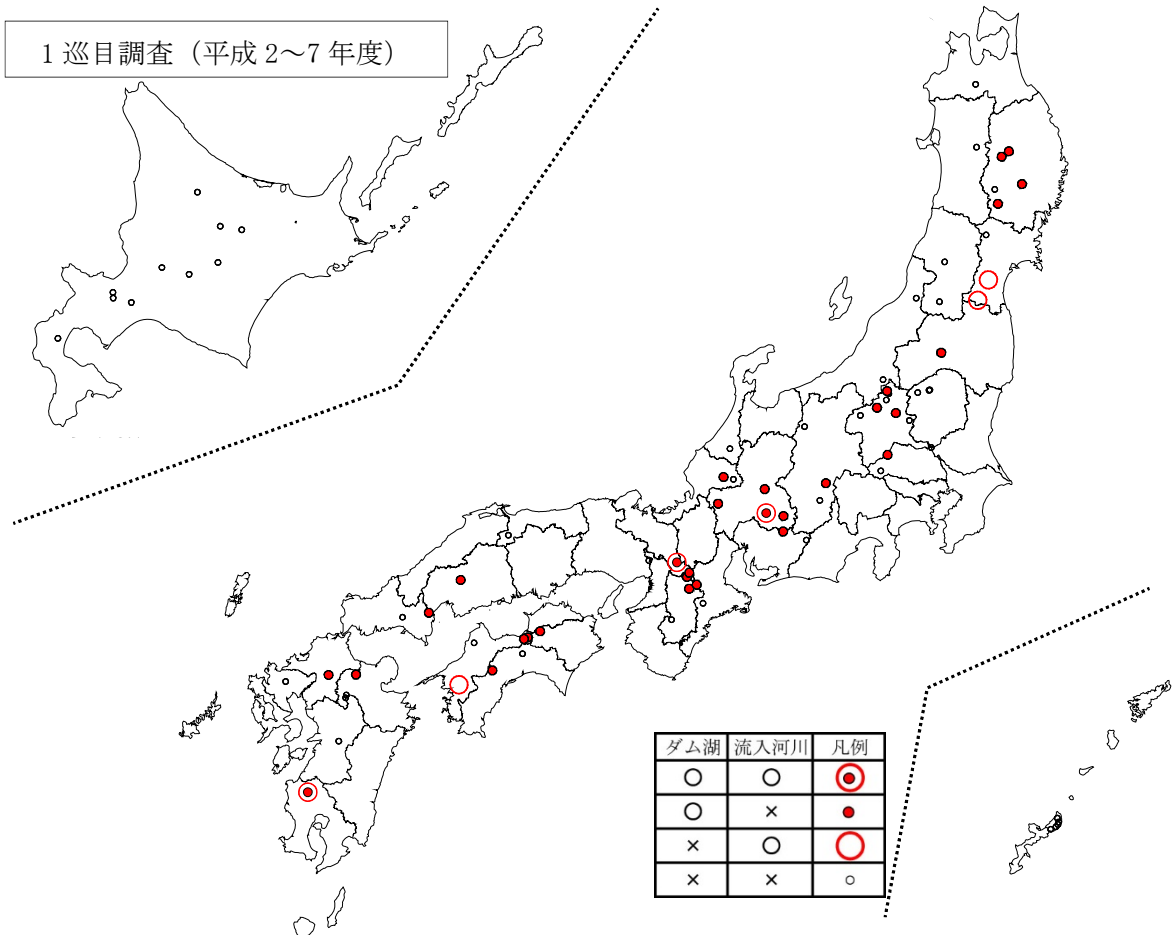 1 巡目調査（平成 2～7 年度）
ダム湖 流入河川 凡例
○ ○
○ ×
× ○
× ×